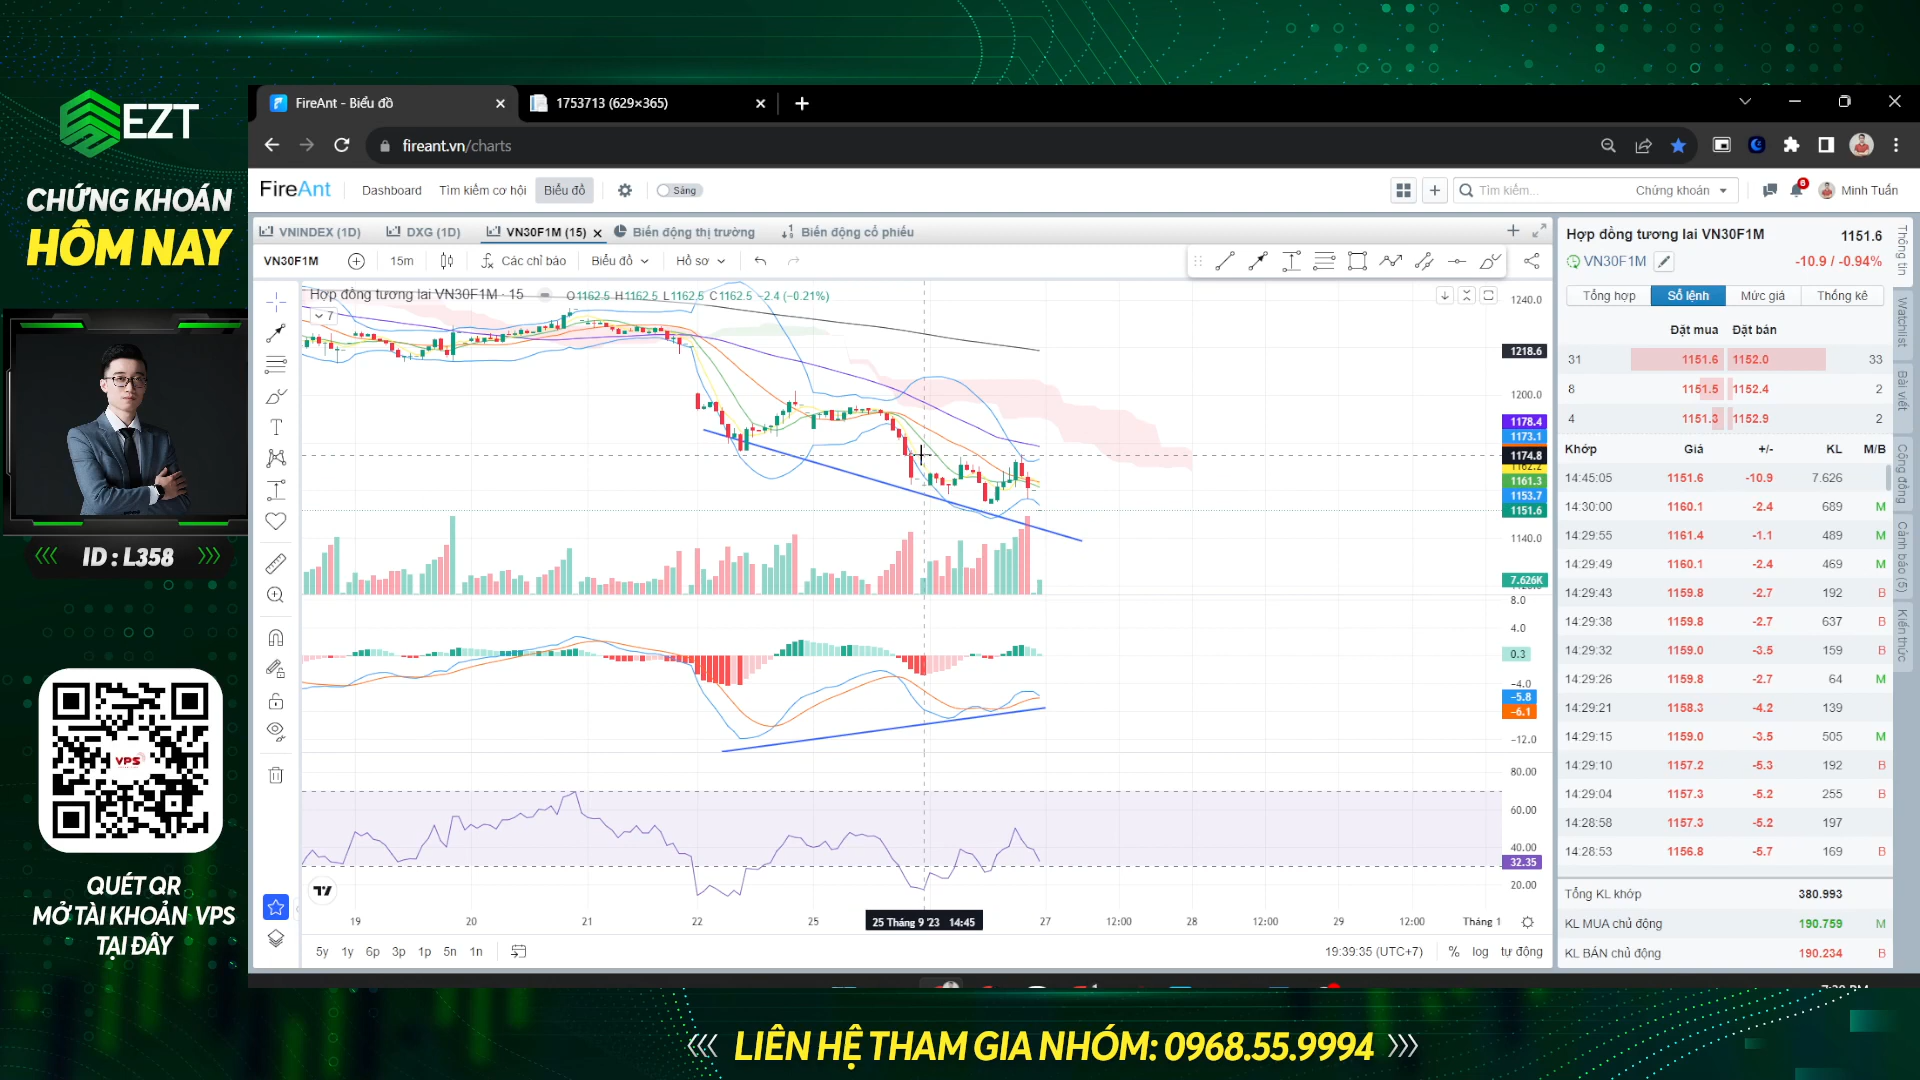 EZT
CHỨNG KHOÁN
HÔM NAY
ID : L358
VPS
QUÉT QR
MỞ TÀI KHOẢN VPS
TẠI ĐÂY
FireAnt - Biểu đồ
1753713 (629×365)
fireant.vn/charts
FireAnt
Dashboard
Tìm kiếm cơ hội
Biểu đồ
Sáng
Tìm kiếm...
Chứng khoán
6
Minh Tuấn
VNINDEX (1D)
DXG (1D)
VN30F1M (15)
Biến động thị trường
Biến động cổ phiếu
VN30F1M
15m
Các chỉ báo
Biểu đồ
Hồ sơ
Hợp đồng tương lai VN30F1M · 15
O1162.5 H1162.5 L1162.5 C1162.5 -2.4 (-0.21%)
7
1240.0
1218.6
1200.0
1178.4
1173.1
1174.8
1162.2
1161.3
1153.7
1151.6
1140.0
7.626K
8.0
4.0
0.3
-4.0
-5.8
-6.1
-12.0
80.00
60.00
40.00
32.35
20.00
19
20
21
22
25
25 Tháng 9 '23 14:45
27
12:00
28
12:00
29
12:00
Tháng 1
5y 1y 6p 3p 1p 5n 1n
19:39:35 (UTC+7)
% log tự động
Hợp đồng tương lai VN30F1M
1151.6
VN30F1M
-10.9 / -0.94%
Tổng hợp
Sổ lệnh
Mức giá
Thống kê
Đặt mua Đặt bán
31 1151.6 1152.0 33
8 1151.5 1152.4 2
4 1151.3 1152.9 2
Khớp Giá +/- KL M/B
14:45:05 1151.6 -10.9 7.626
14:30:00 1160.1 -2.4 689 M
14:29:55 1161.4 -1.1 489 M
14:29:49 1160.1 -2.4 469 M
14:29:43 1159.8 -2.7 192 B
14:29:38 1159.8 -2.7 637 B
14:29:32 1159.0 -3.5 159 B
14:29:26 1159.8 -2.7 64 M
14:29:21 1158.3 -4.2 139
14:29:15 1159.0 -3.5 505 M
14:29:10 1157.2 -5.3 192 B
14:29:04 1157.3 -5.2 255 B
14:28:58 1157.3 -5.2 197
14:28:53 1156.8 -5.7 169 B
Tổng KL khớp 380.993
KL MUA chủ động 190.759 M
KL BÁN chủ động 190.234 B
Thông tin
Watchlist
Bài viết
Cộng đồng
Cảnh báo (5)
Kiến thức
LIÊN HỆ THAM GIA NHÓM: 0968.55.9994